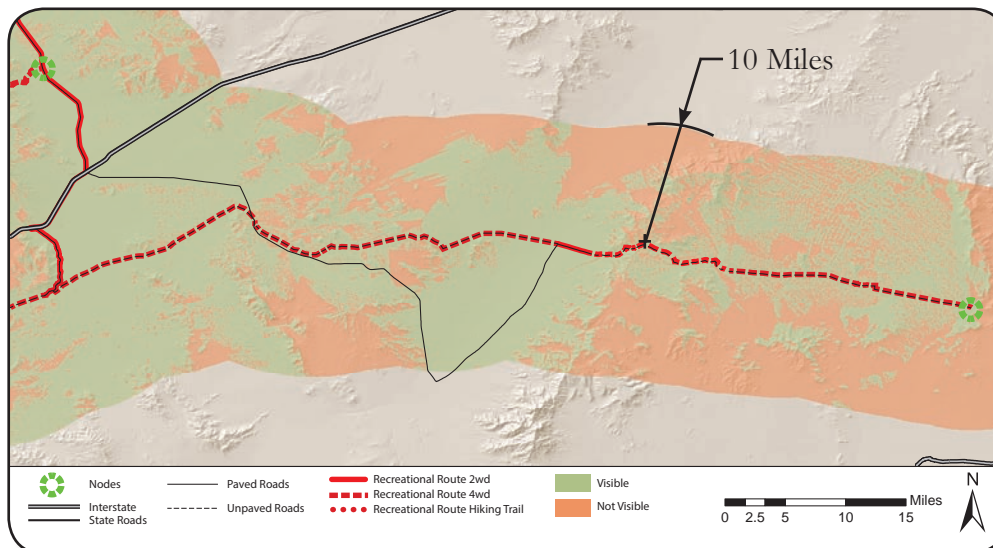 10 Miles
Nodes
Interstate
State Roads
Paved Roads
Unpaved Roads
Recreational Route 2wd
Recreational Route 4wd
Recreational Route Hiking Trail
Visible
Not Visible
Miles
0 2.5 5 10 15
N